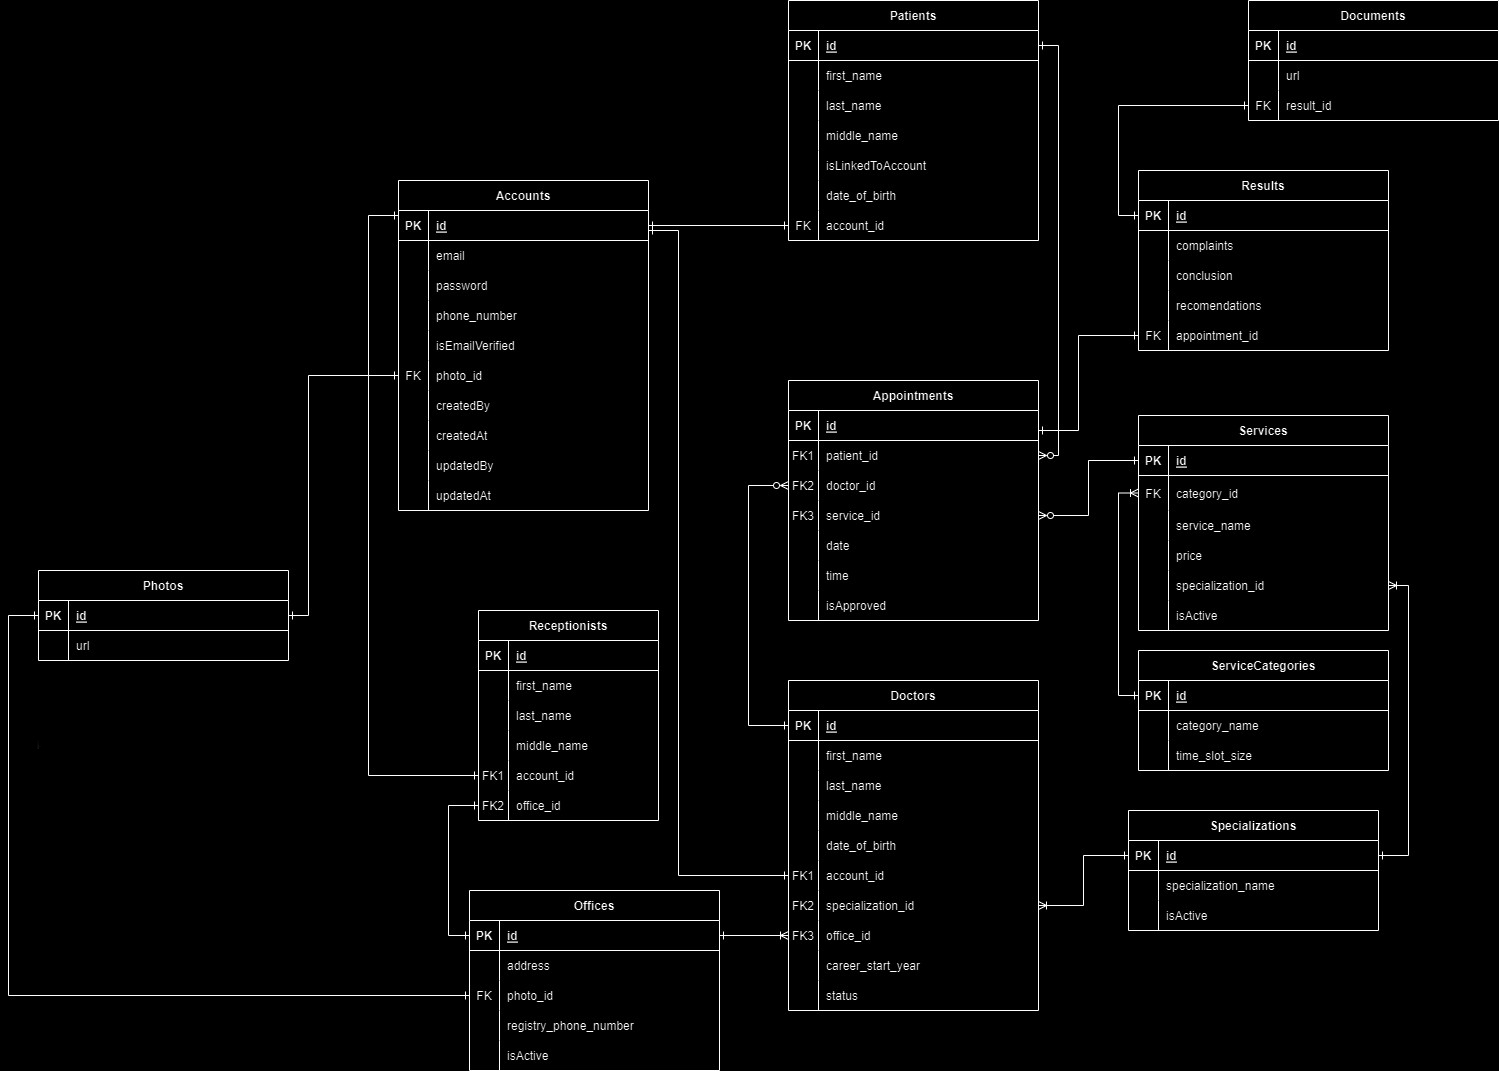 Patients
PK id
first_name
last_name
middle_name
isLinkedToAccount
date_of_birth
FK account_id
Documents
PK id
url
FK result_id
Accounts
PK id
email
password
phone_number
isEmailVerified
FK photo_id
createdBy
createdAt
updatedBy
updatedAt
Results
PK id
complaints
conclusion
recomendations
FK appointment_id
Appointments
PK id
FK1 patient_id
FK2 doctor_id
FK3 service_id
date
time
isApproved
Services
PK id
FK category_id
service_name
price
specialization_id
isActive
Photos
PK id
url
Receptionists
PK id
first_name
last_name
middle_name
FK1 account_id
FK2 office_id
ServiceCategories
PK id
category_name
time_slot_size
Doctors
PK id
first_name
last_name
middle_name
date_of_birth
FK1 account_id
FK2 specialization_id
FK3 office_id
career_start_year
status
Specializations
PK id
specialization_name
isActive
Offices
PK id
address
FK photo_id
registry_phone_number
isActive